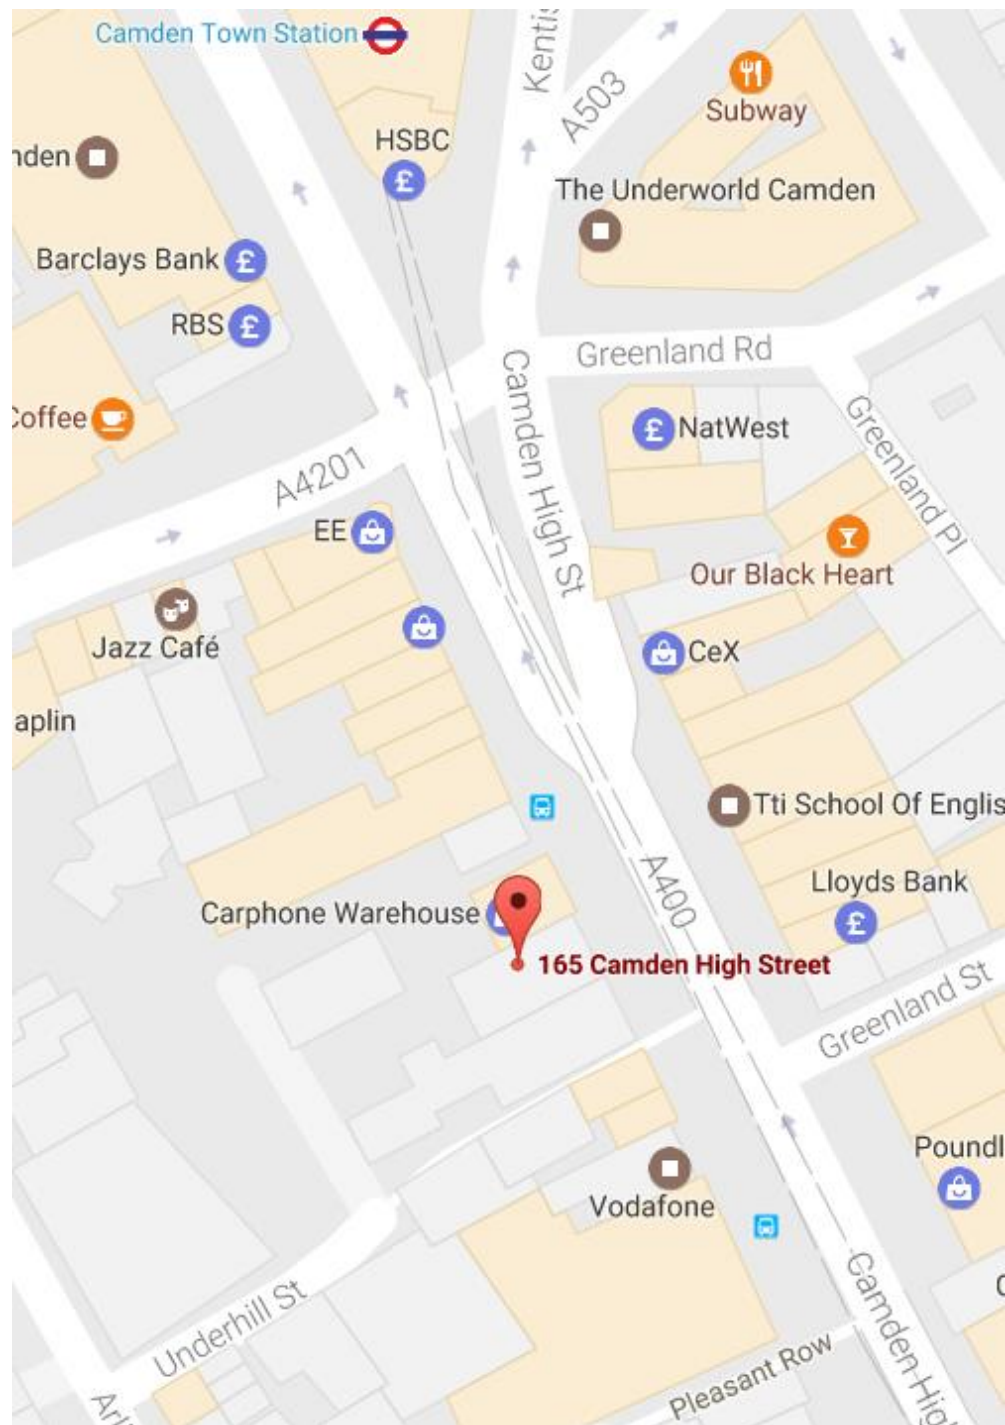 Camden Town Station
Kentis
A503
Subway
HSBC
nden
The Underworld Camden
Barclays Bank
RBS
Greenland Rd
Camden High St
Coffee
NatWest
Greenland Pl
A4201
EE
Our Black Heart
Jazz Café
CeX
aplin
Tti School Of Englis
A400
Lloyds Bank
Carphone Warehouse
165 Camden High Street
Greenland St
Poundl
Vodafone
Underhill St
Camden Hig
Pleasant Row
Arl